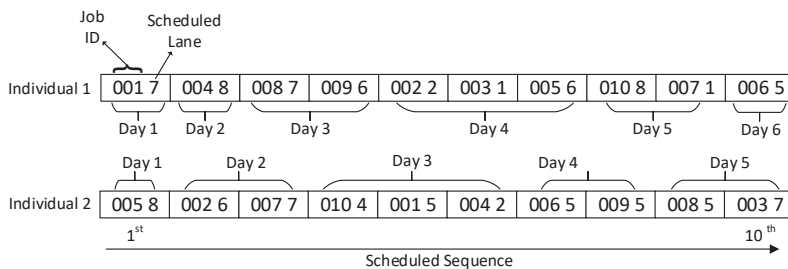 Job ID
Scheduled Lane
Individual 1
001 7 004 8 008 7 009 6 002 2 003 1 005 6 010 8 007 1 006 5
Day 1 Day 2 Day 3 Day 4 Day 5 Day 6
Day 1 Day 2 Day 3 Day 4 Day 5
Individual 2
005 8 002 6 007 7 010 4 001 5 004 2 006 5 009 5 008 5 003 7
1st 10th
Scheduled Sequence